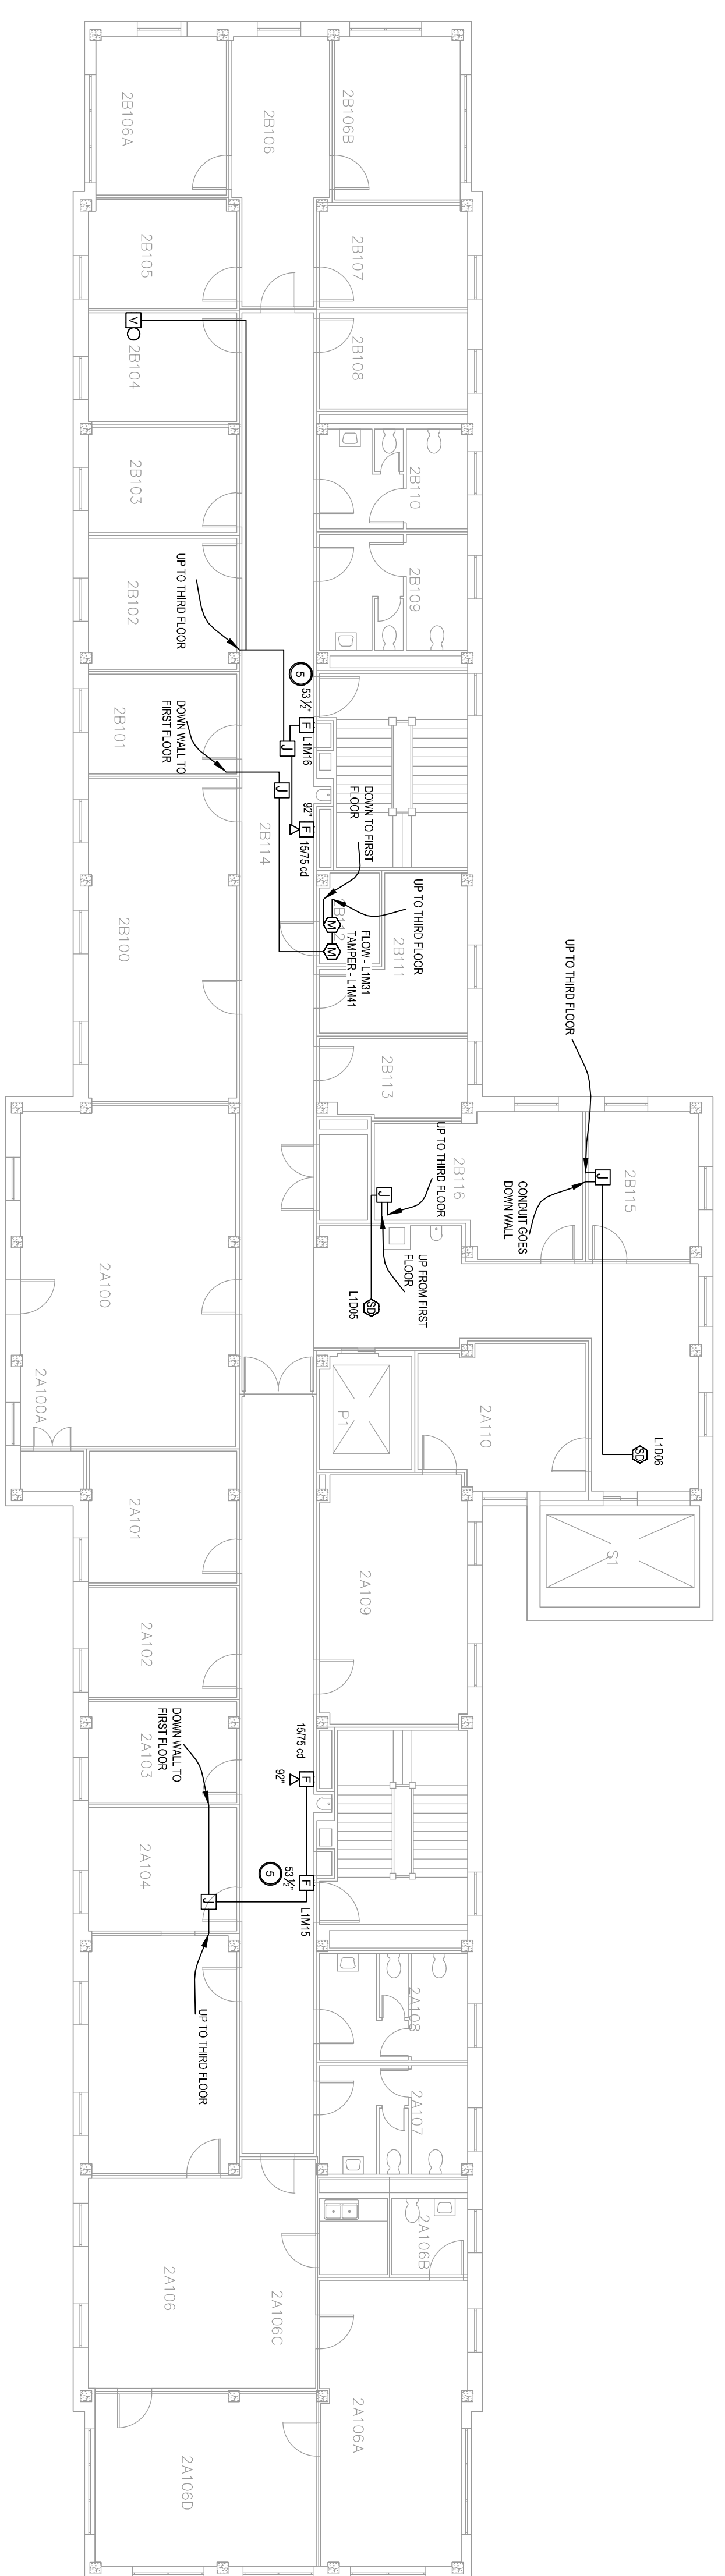 2B106A
2B106
2B106B
2B105
2B107
V
2B104
2B108
2B103
2B110
2B102
2B109
UP TO THIRD FLOOR
5
53 ½"
F
L1M16
J
2B101
DOWN WALL TO
FIRST FLOOR
J
92"
F
15/75 cd
2B114
2B100
DOWN TO FIRST
FLOOR
UP TO THIRD FLOOR
2B112
M
M
FLOW - L1M31
TAMPER - L1M41
2B111
2B113
UP TO THIRD FLOOR
2B115
J
CONDUIT GOES
DOWN WALL
2B116
UP TO THIRD FLOOR
J
UP FROM FIRST
FLOOR
SD
L1D05
2A100
2A100A
P1
2A110
SD
L1D06
S1
2A101
2A109
2A102
2A103
DOWN WALL TO
FIRST FLOOR
15/75 cd
F
92"
2A104
J
5
53 ½"
F
L1M15
UP TO THIRD FLOOR
2A108
2A107
2A106B
2A106
2A106C
2A106A
2A106D